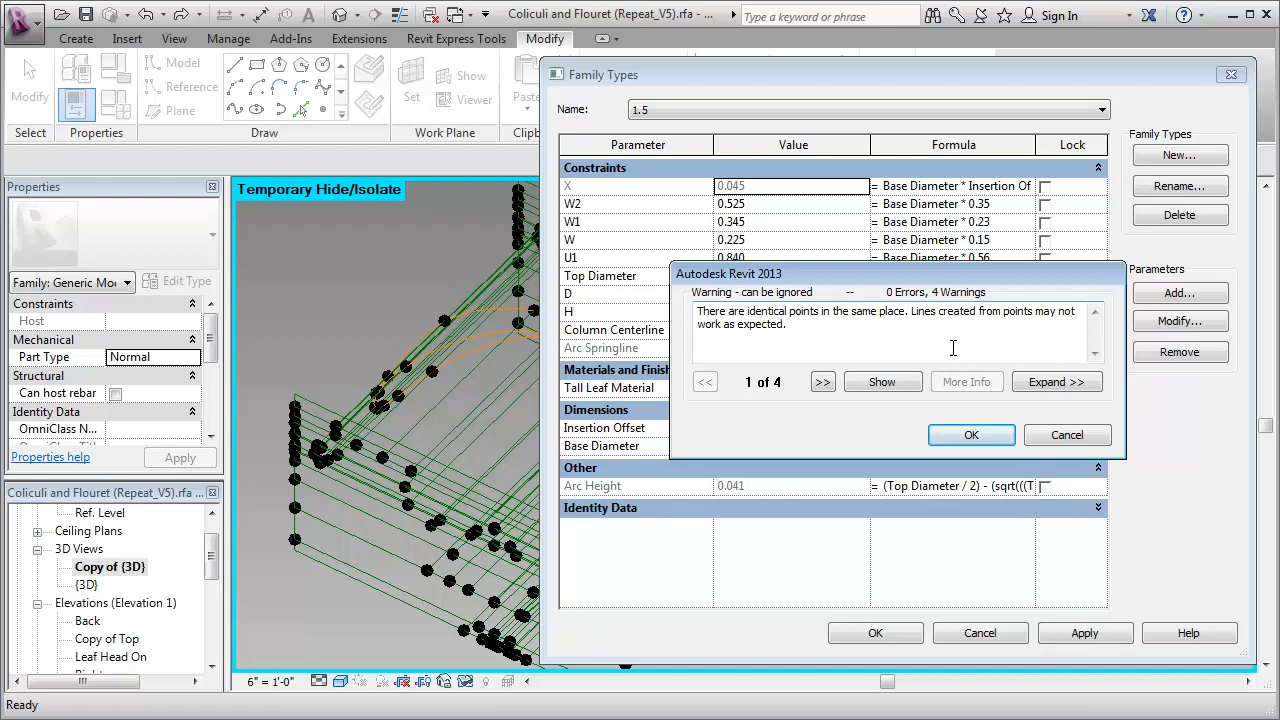 Coliculi and Flouret (Repeat_V5).rfa - ...
Type a keyword or phrase
Sign In
Create
Insert
View
Manage
Add-Ins
Extensions
Revit Express Tools
Modify
Modify
Select
Properties
Model
Reference
Plane
Draw
Set
Show
Viewer
Work Plane
Paste
Clipb
Properties
Family: Generic Mo
Edit Type
Constraints
Host
Mechanical
Part Type
Normal
Structural
Can host rebar
Identity Data
OmniClass N...
Properties help
Apply
Coliculi and Flouret (Repeat_V5).rfa ...
Ref. Level
Ceiling Plans
3D Views
Copy of {3D}
{3D}
Elevations (Elevation 1)
Back
Copy of Top
Leaf Head On
Temporary Hide/Isolate
6" = 1'-0"
Ready
Family Types
Name:
1.5
Parameter Value Formula Lock
Constraints
X 0.045 = Base Diameter * Insertion Of
W2 0.525 = Base Diameter * 0.35
W1 0.345 = Base Diameter * 0.23
W 0.225 = Base Diameter * 0.15
U1 0.840 = Base Diameter * 0.56
Top Diameter
D
H
Column Centerline
Arc Springline
Materials and Finish
Tall Leaf Material
Dimensions
Insertion Offset
Base Diameter
Other
Arc Height 0.041 = (Top Diameter / 2) - (sqrt(((T
Identity Data
Family Types
New...
Rename...
Delete
Parameters
Add...
Modify...
Remove
OK
Cancel
Apply
Help
Autodesk Revit 2013
Warning - can be ignored -- 0 Errors, 4 Warnings
There are identical points in the same place. Lines created from points may not
work as expected.
<<
1 of 4
>>
Show
More Info
Expand >>
OK
Cancel